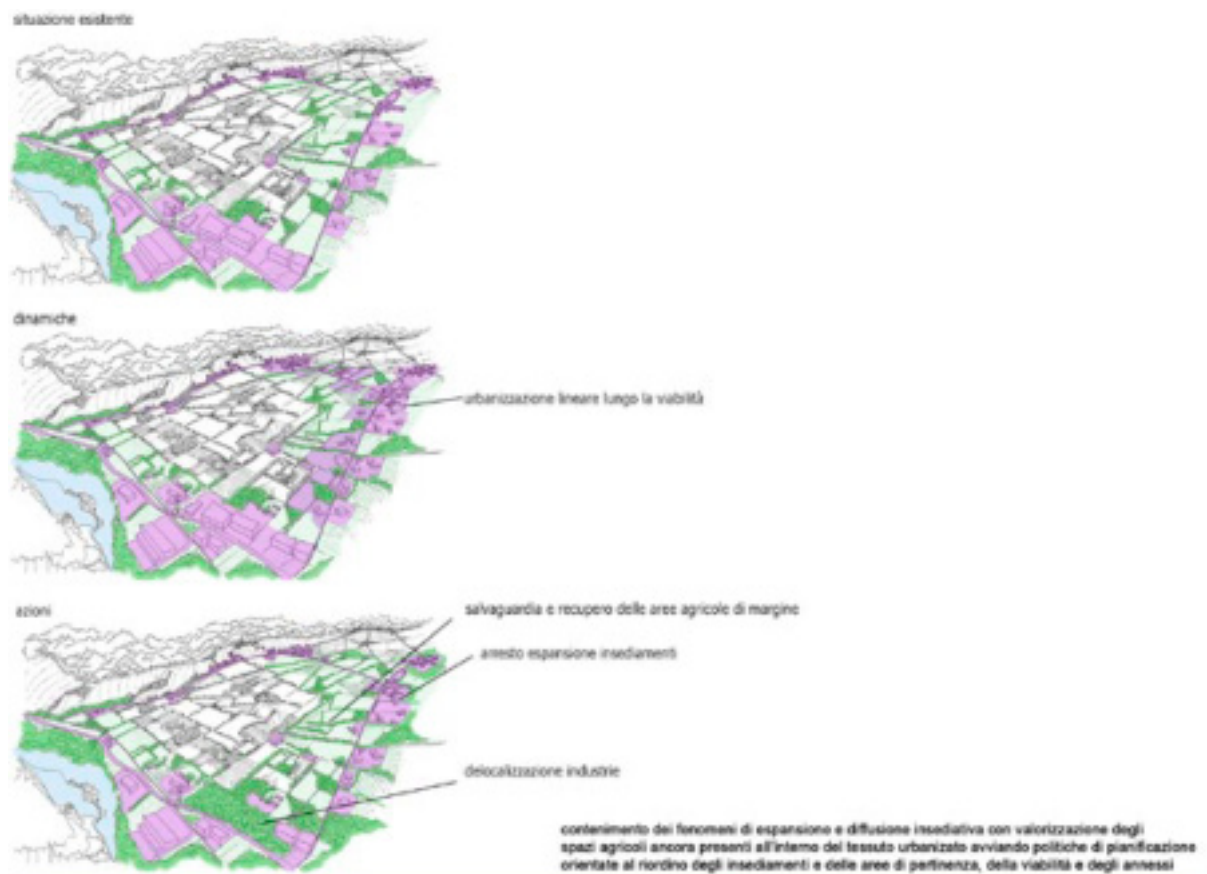 situazione esistente
dinamiche
urbanizzazione lineare lungo la viabilità
azioni
salvaguardia e recupero delle aree agricole di margine
arresto espansione insediamenti
delocalizzazione industrie
contenimento dei fenomeni di espansione e diffusione insediativa con valorizzazione degli
spazi agricoli ancora presenti all'interno del tessuto urbanizato avviando politiche di pianificazione
orientate al riordino degli insediamenti e delle aree di pertinenza, della viabilità e degli annessi